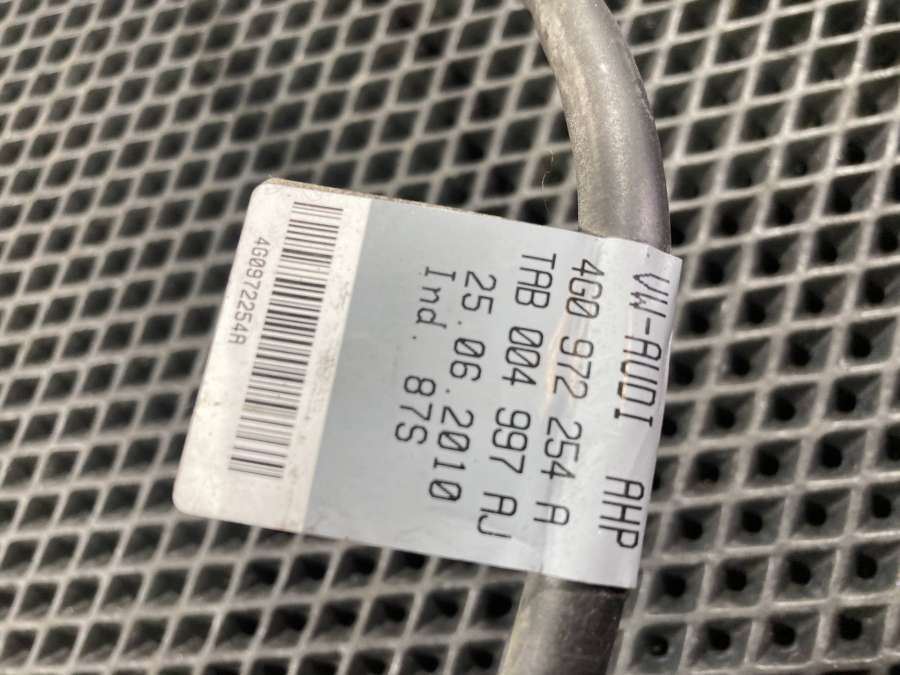 VW-AUDI AHP
4G0 972 254 A
TAB 004 997 AJ
25.06.2010
Ind. 87S
4G0972254A